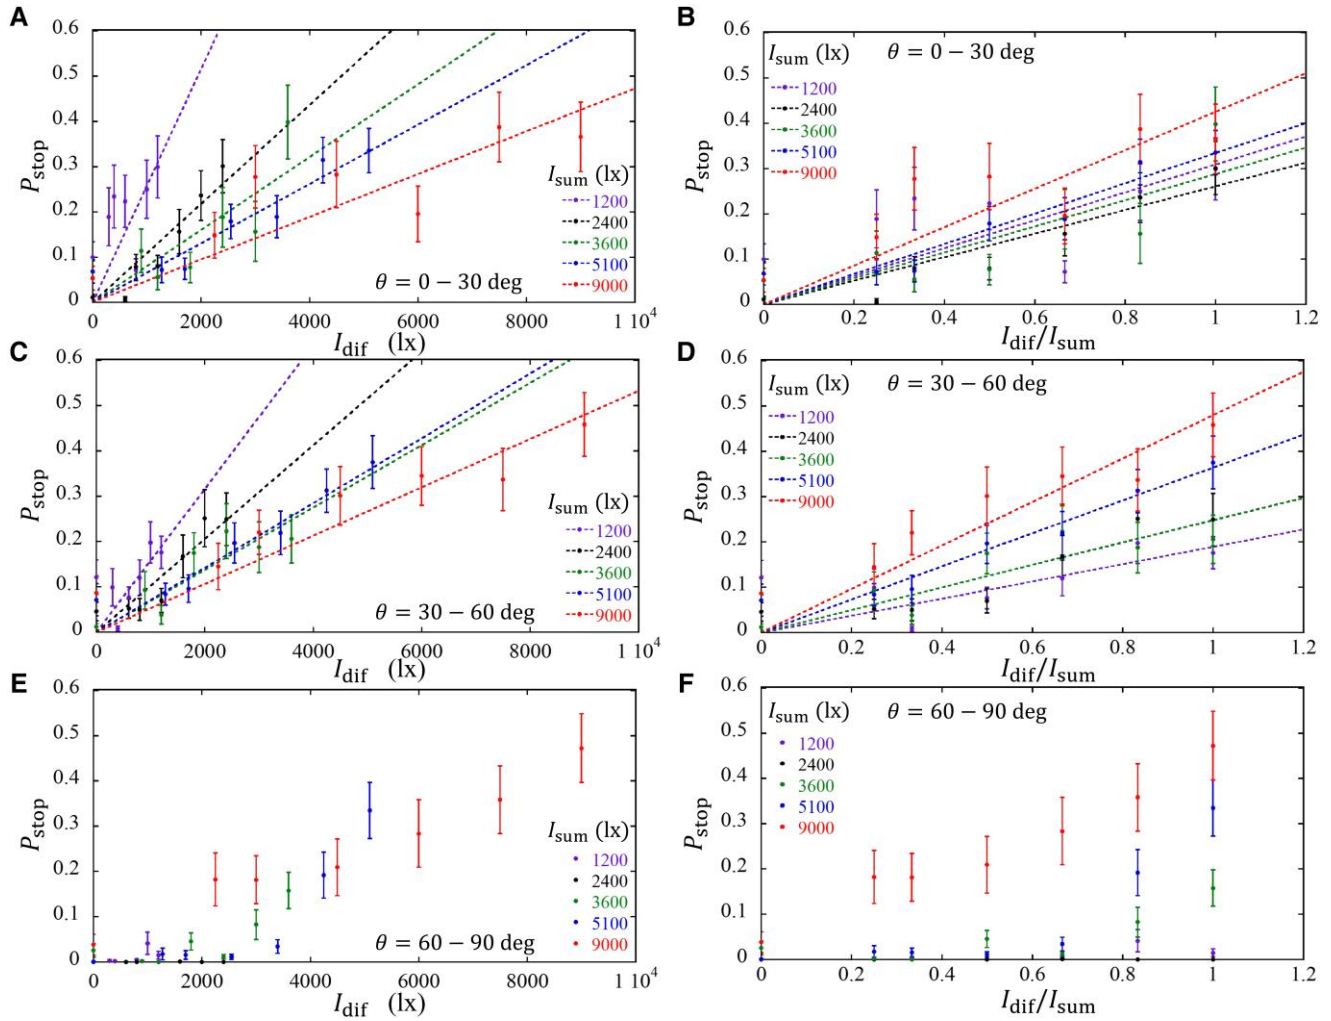 A
0.6
0.5
0.4
0.3
0.2
0.1
0
P_stop
I_sum (lx)
1200
2400
3600
5100
9000
θ = 0 − 30 deg
0 2000 4000 6000 8000 1 10^4
I_dif (lx)
B
0.6
0.5
0.4
0.3
0.2
0.1
0
P_stop
I_sum (lx) θ = 0 − 30 deg
1200
2400
3600
5100
9000
0 0.2 0.4 0.6 0.8 1 1.2
I_dif/I_sum
C
0.6
0.5
0.4
0.3
0.2
0.1
0
P_stop
I_sum (lx)
1200
2400
3600
5100
9000
θ = 30 − 60 deg
0 2000 4000 6000 8000 1 10^4
I_dif (lx)
D
0.6
0.5
0.4
0.3
0.2
0.1
0
P_stop
I_sum (lx) θ = 30 − 60 deg
1200
2400
3600
5100
9000
0 0.2 0.4 0.6 0.8 1 1.2
I_dif/I_sum
E
0.6
0.5
0.4
0.3
0.2
0.1
0
P_stop
I_sum (lx)
1200
2400
3600
5100
9000
θ = 60 − 90 deg
0 2000 4000 6000 8000 1 10^4
I_dif (lx)
F
0.6
0.5
0.4
0.3
0.2
0.1
0
P_stop
I_sum (lx) θ = 60 − 90 deg
1200
2400
3600
5100
9000
0 0.2 0.4 0.6 0.8 1 1.2
I_dif/I_sum